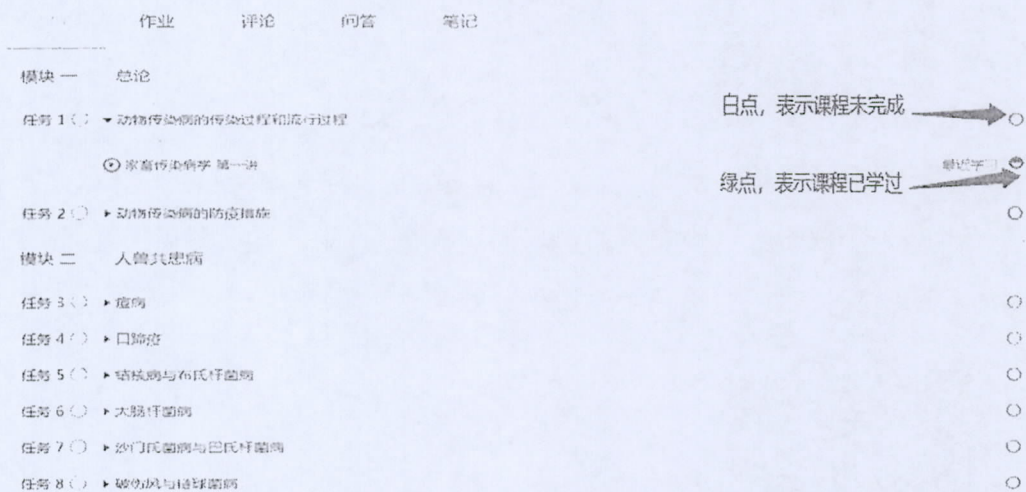 作业 评论 问答 笔记
模块一 总论
任务 1 动物传染病的传染过程和流行过程
白点，表示课程未完成
家畜传染病学 第一讲
最近学习
绿点，表示课程已学过
任务 2 动物传染病的防疫措施
模块二 人兽共患病
任务 3 痘病
任务 4 口蹄疫
任务 5 结核病与布氏杆菌病
任务 6 大肠杆菌病
任务 7 沙门氏菌病与巴氏杆菌病
任务 8 破伤风与链球菌病